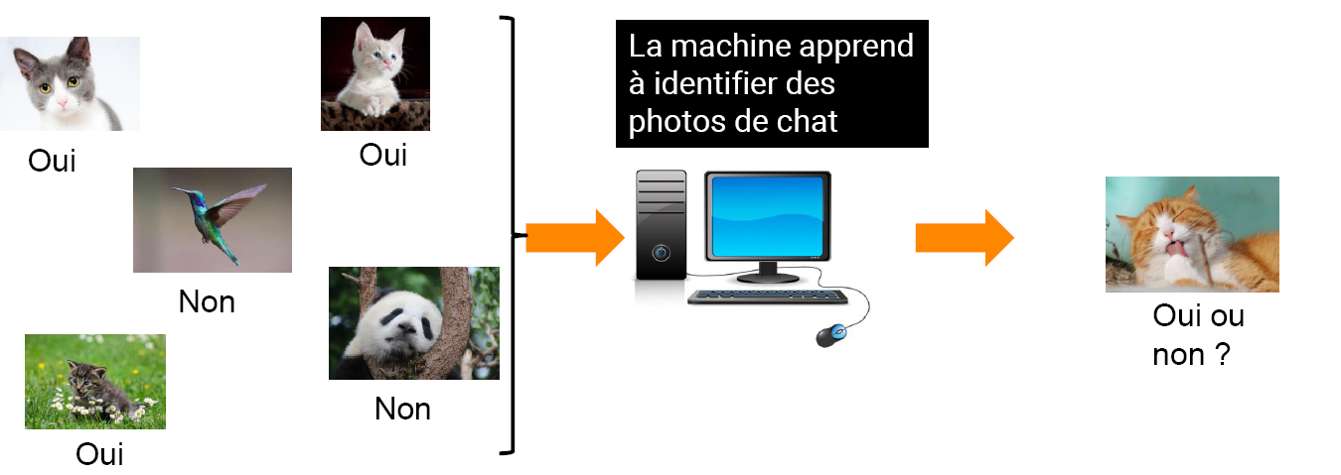 Oui
Oui
Non
Non
Oui
La machine apprend
à identifier des
photos de chat
Oui ou
non ?